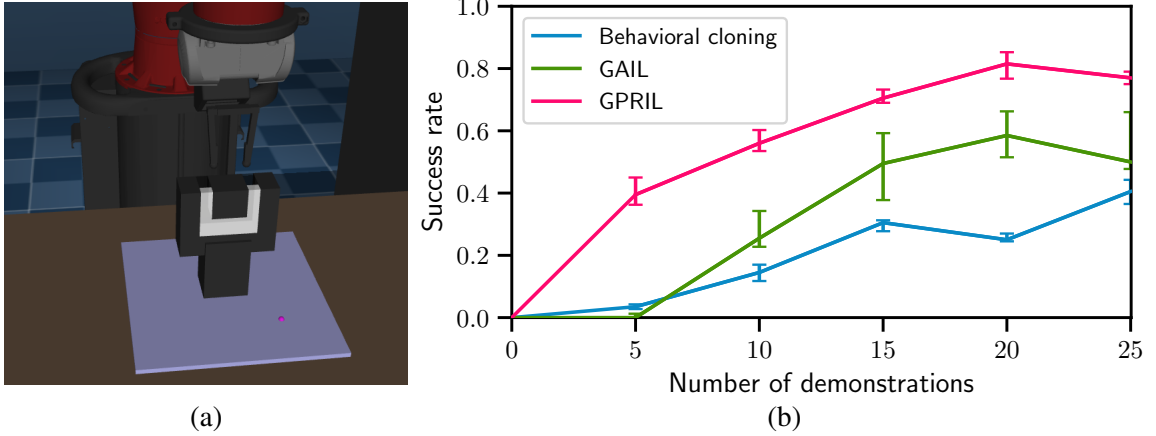 1.0
0.8
0.6
0.4
0.2
0.0
Success rate
Behavioral cloning
GAIL
GPRIL
0 5 10 15 20 25
Number of demonstrations
(a) (b)